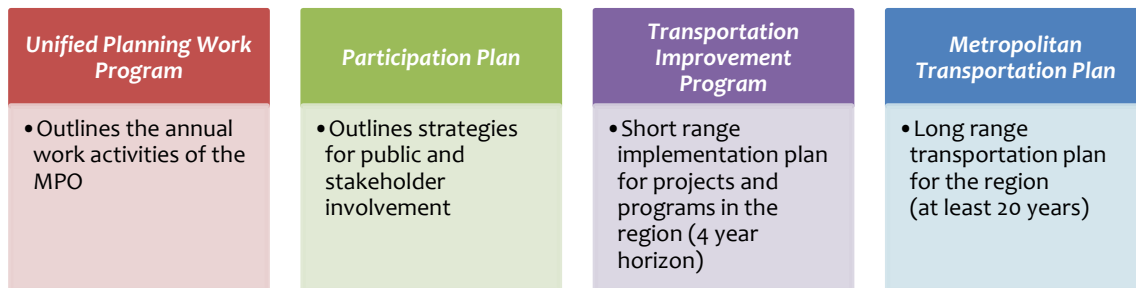 Unified Planning Work
Program
•Outlines the annual
work activities of the
MPO
Participation Plan
•Outlines strategies
for public and
stakeholder
involvement
Transportation
Improvement
Program
•Short range
implementation plan
for projects and
programs in the
region (4 year
horizon)
Metropolitan
Transportation Plan
•Long range
transportation plan
for the region
(at least 20 years)